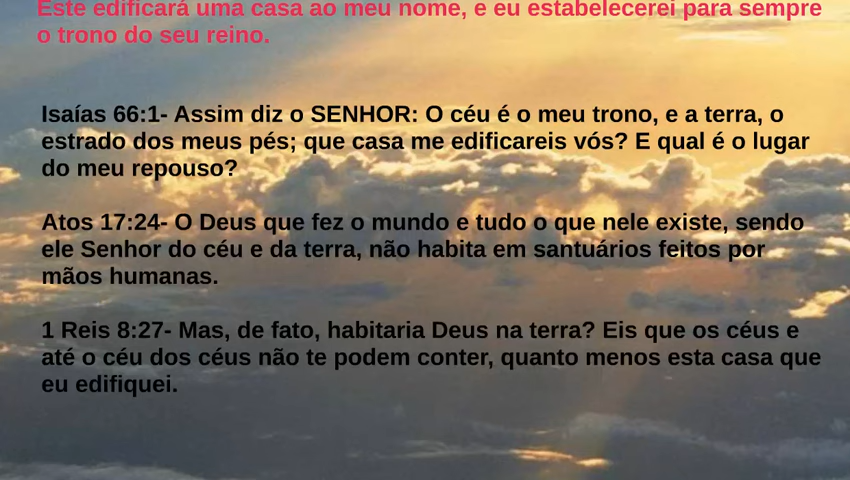 Este edificará uma casa ao meu nome, e eu estabelecerei para sempre
o trono do seu reino.
Isaías 66:1- Assim diz o SENHOR: O céu é o meu trono, e a terra, o
estrado dos meus pés; que casa me edificareis vós? E qual é o lugar
do meu repouso?
Atos 17:24- O Deus que fez o mundo e tudo o que nele existe, sendo
ele Senhor do céu e da terra, não habita em santuários feitos por
mãos humanas.
1 Reis 8:27- Mas, de fato, habitaria Deus na terra? Eis que os céus e
até o céu dos céus não te podem conter, quanto menos esta casa que
eu edifiquei.